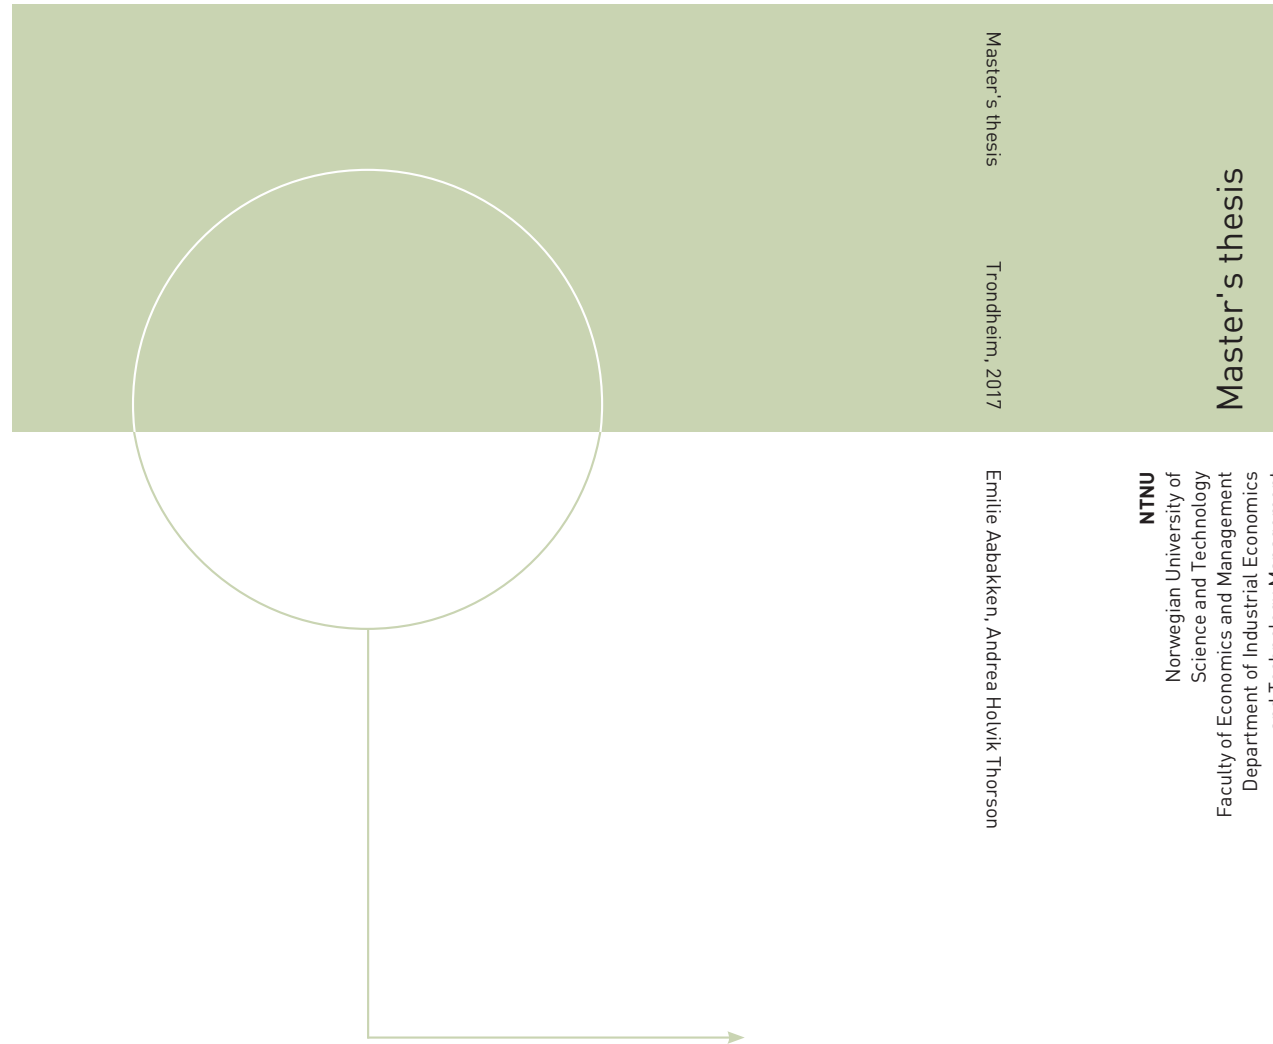 Master's thesis
Trondheim, 2017
Emilie Aabakken, Andrea Holvik Thorson
Master's thesis
NTNU
Norwegian University of
Science and Technology
Faculty of Economics and Management
Department of Industrial Economics